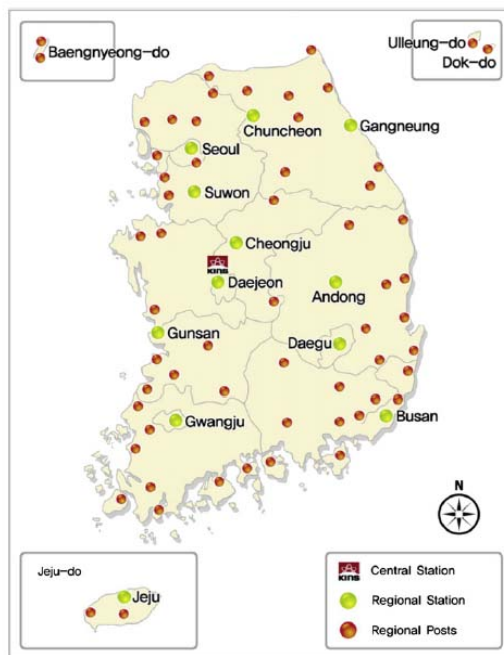 Baengnyeong-do
Ulleung-do
Dok-do
Chuncheon
Gangneung
Seoul
Suwon
Cheongju
KINS
Daejeon
Andong
Gunsan
Daegu
Gwangju
Busan
N
Jeju-do
Jeju
KINS Central Station
Regional Station
Regional Posts